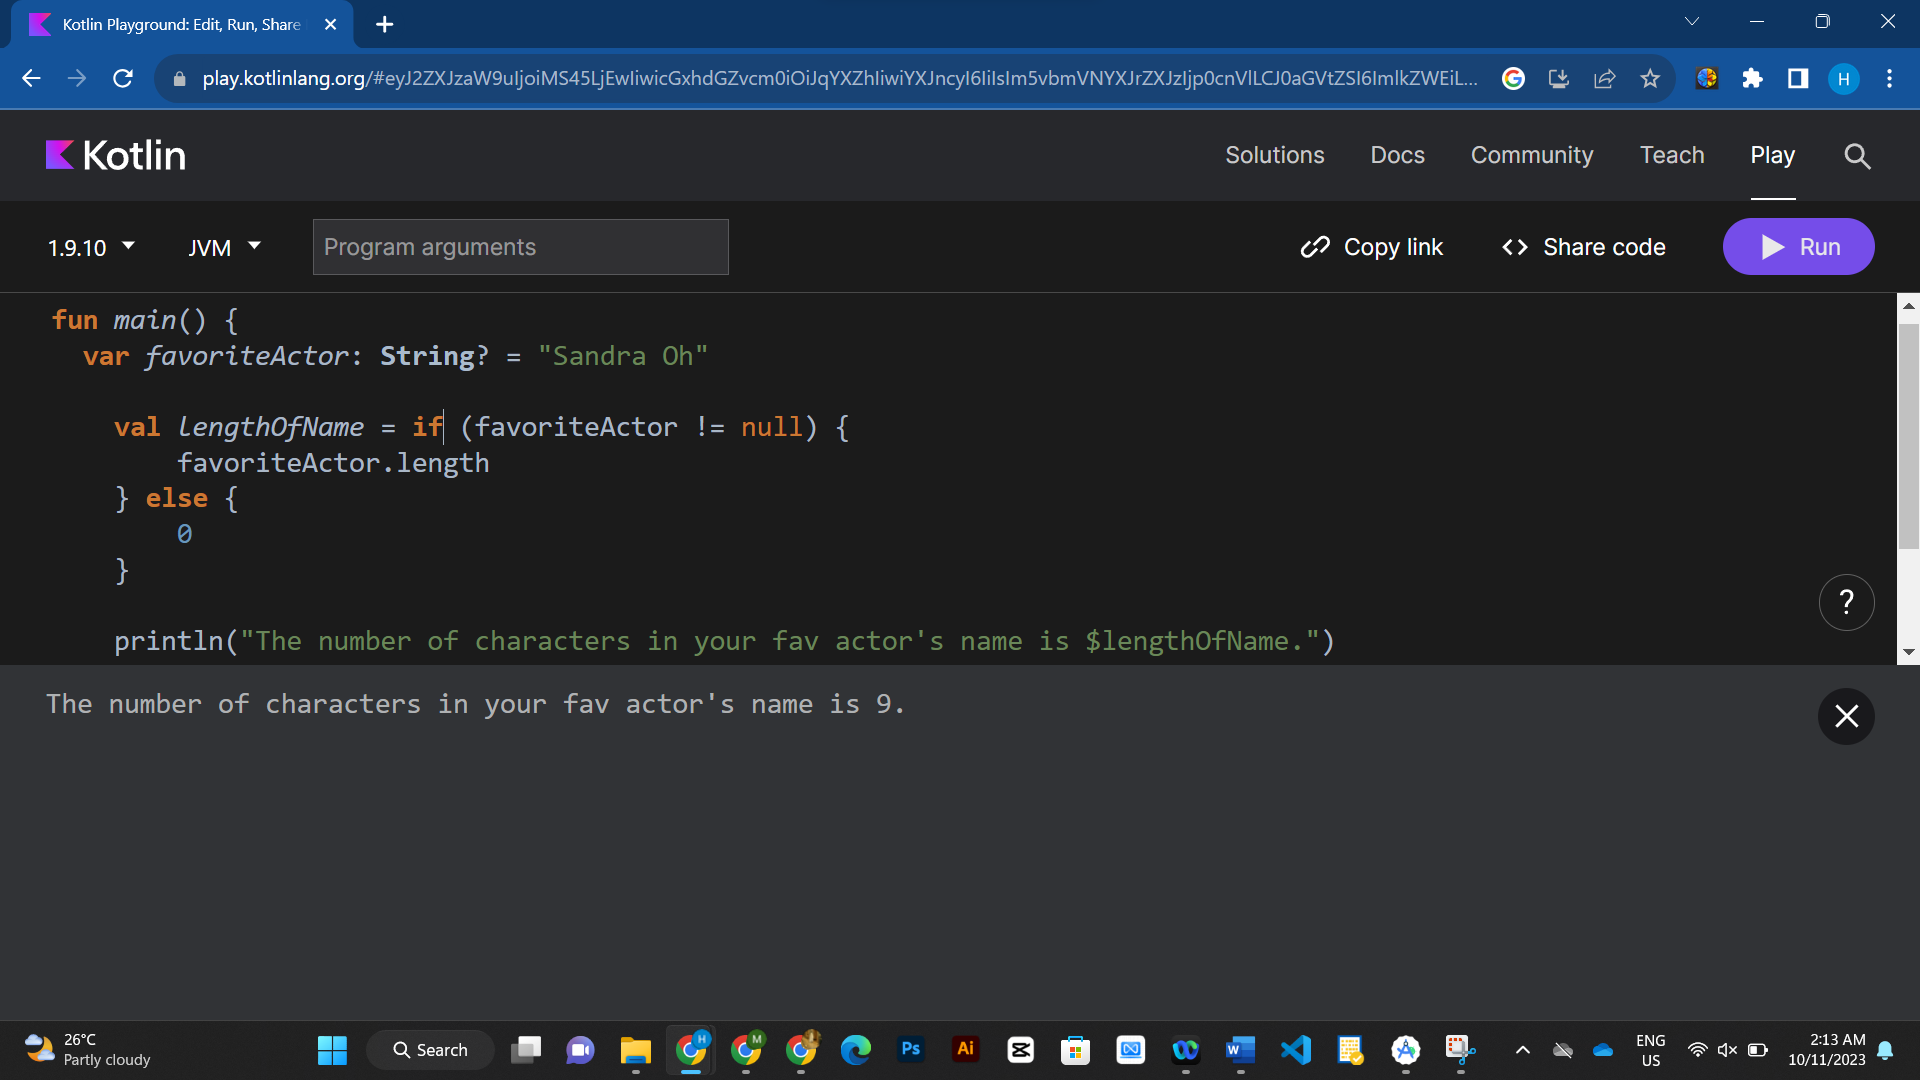 Kotlin Playground: Edit, Run, Share
play.kotlinlang.org/#eyJ2ZXJzaW9uIjoiMS45LjEwIiwicGxhdGZvcm0iOiJqYXZhIiwiYXJncyI6IiIsIm5vbmVNYXJrZXJzIjp0cnVlLCJ0aGVtZSI6ImlkZWEiL...
H
Kotlin
Solutions Docs Community Teach Play
1.9.10 JVM Program arguments Copy link Share code Run
fun main() {
var favoriteActor: String? = "Sandra Oh"
val lengthOfName = if (favoriteActor != null) {
favoriteActor.length
} else {
0
}
?
println("The number of characters in your fav actor's name is $lengthOfName.")
The number of characters in your fav actor's name is 9.
26°C
Partly cloudy
Search
H
M
Ps
Ai
W
ENG
US
2:13 AM
10/11/2023